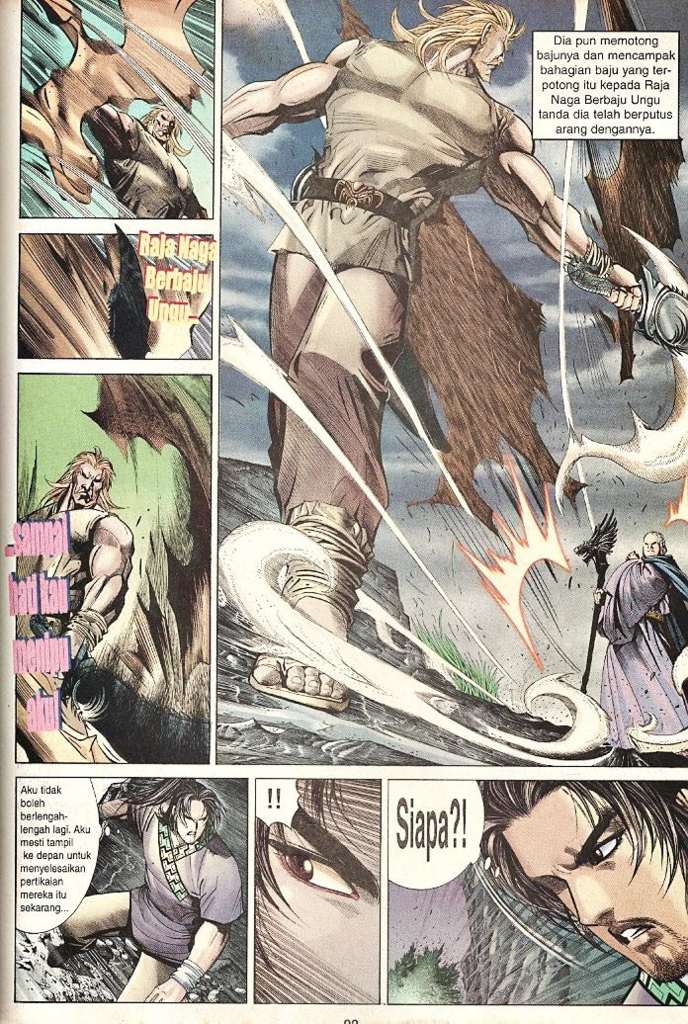 Dia pun memotong
bajunya dan mencampak
bahagian baju yang ter-
potong itu kepada Raja
Naga Berbaju Ungu
tanda dia telah berputus
arang dengannya.
Raja Naga
Berbaju
Ungu...
...Sampai
hati kau
menipu
aku!
Aku tidak
boleh
berlengah-
lengah lagi. Aku
mesti tampil
ke depan untuk
menyelesaikan
pertikaian
mereka itu
sekarang...
!!
Siapa?!